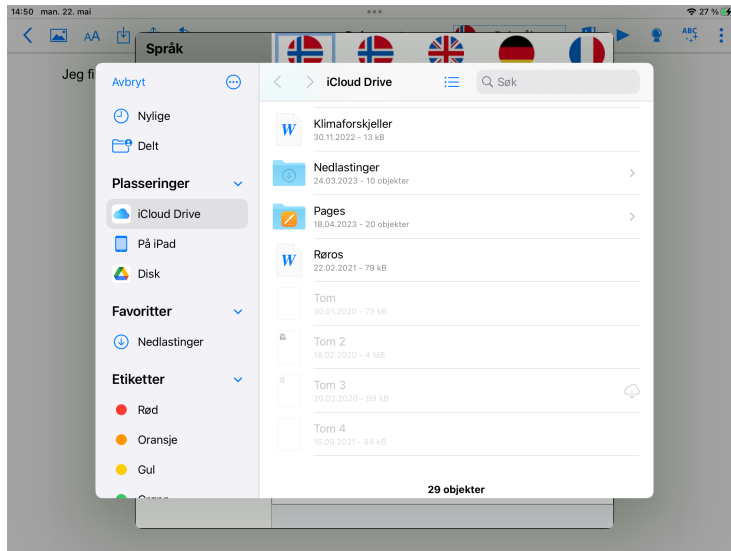 14:50 man. 22. mai
27 %
AA
ABC
Språk
Jeg fi
Avbryt
iCloud Drive
Søk
Nylige
Delt
Plasseringer
iCloud Drive
På iPad
Disk
Favoritter
Nedlastinger
Etiketter
Rød
Oransje
Gul
W
Klimaforskjeller
30.11.2022 - 13 kB
Nedlastinger
24.03.2023 - 10 objekter
Pages
18.04.2023 - 20 objekter
W
Røros
22.02.2021 - 79 kB
Tom
30.01.2020 - 73 kB
Tom 2
18.02.2020 - 4 MB
Tom 3
20.02.2020 - 99 kB
Tom 4
15.09.2021 - 84 kB
29 objekter